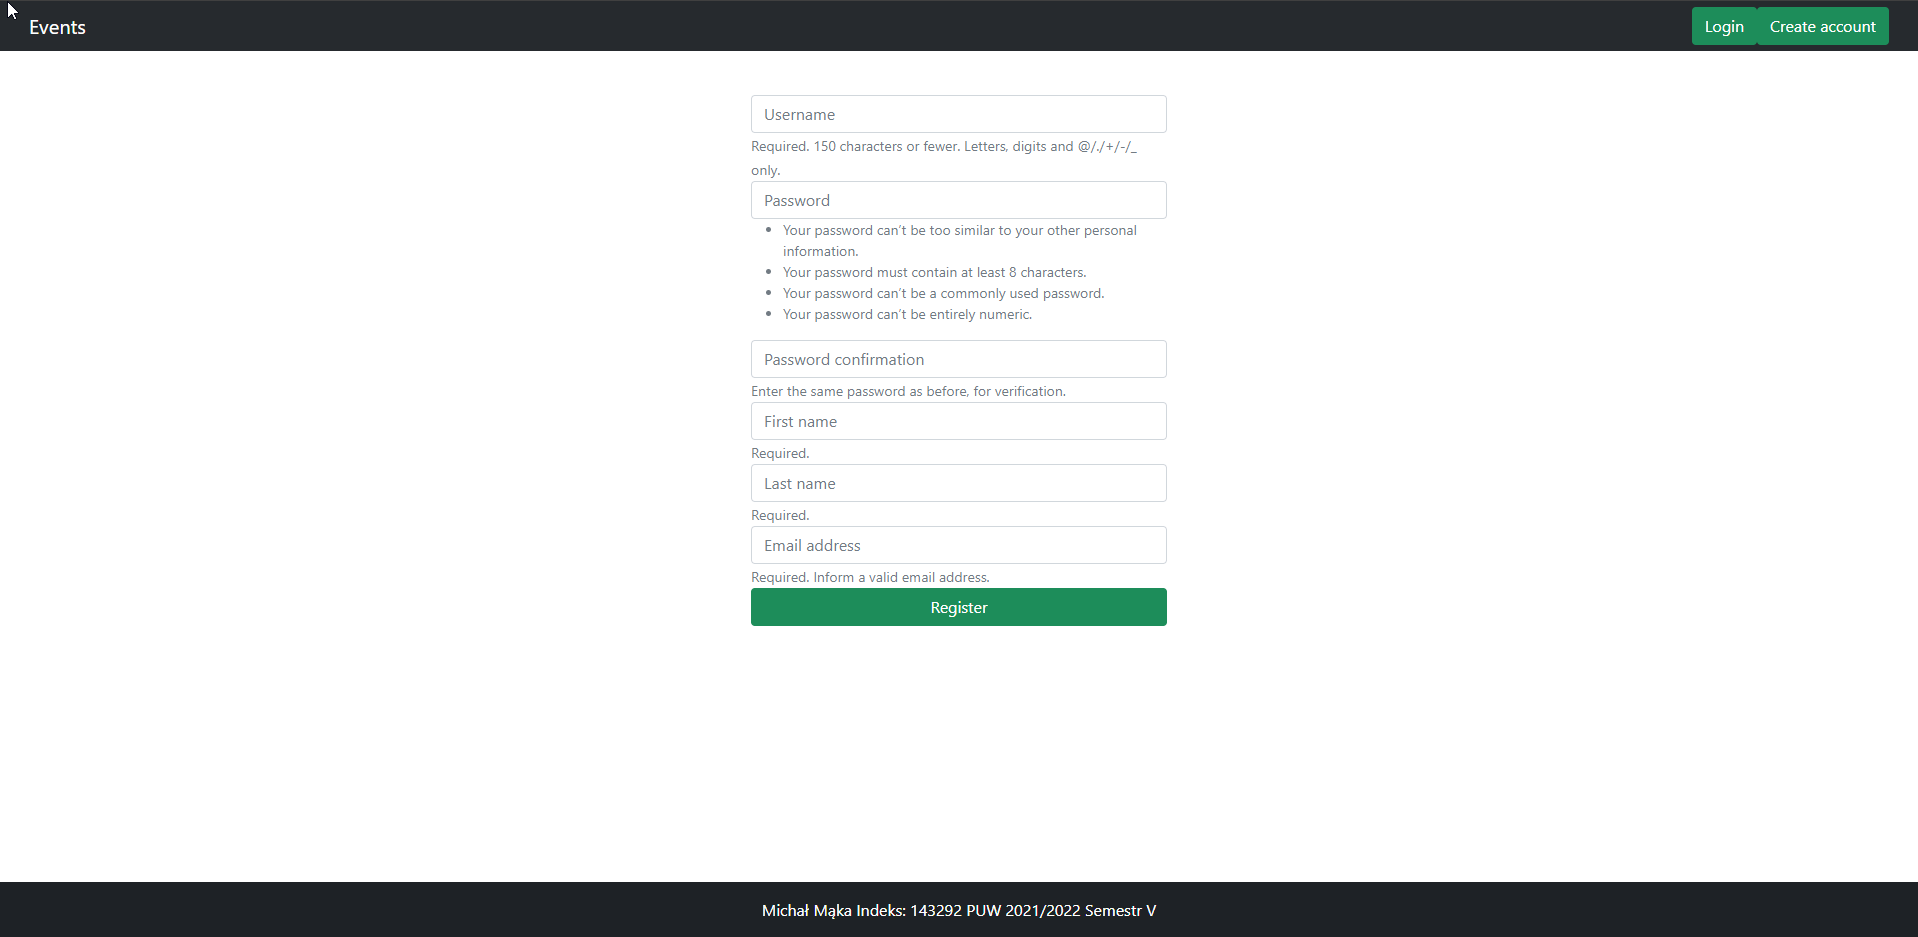 Events
Login
Create account
Username
Required. 150 characters or fewer. Letters, digits and @/./+/-/_
only.
Password
Your password can’t be too similar to your other personal
information.
Your password must contain at least 8 characters.
Your password can’t be a commonly used password.
Your password can’t be entirely numeric.
Password confirmation
Enter the same password as before, for verification.
First name
Required.
Last name
Required.
Email address
Required. Inform a valid email address.
Register
Michał Mąka Indeks: 143292 PUW 2021/2022 Semestr V